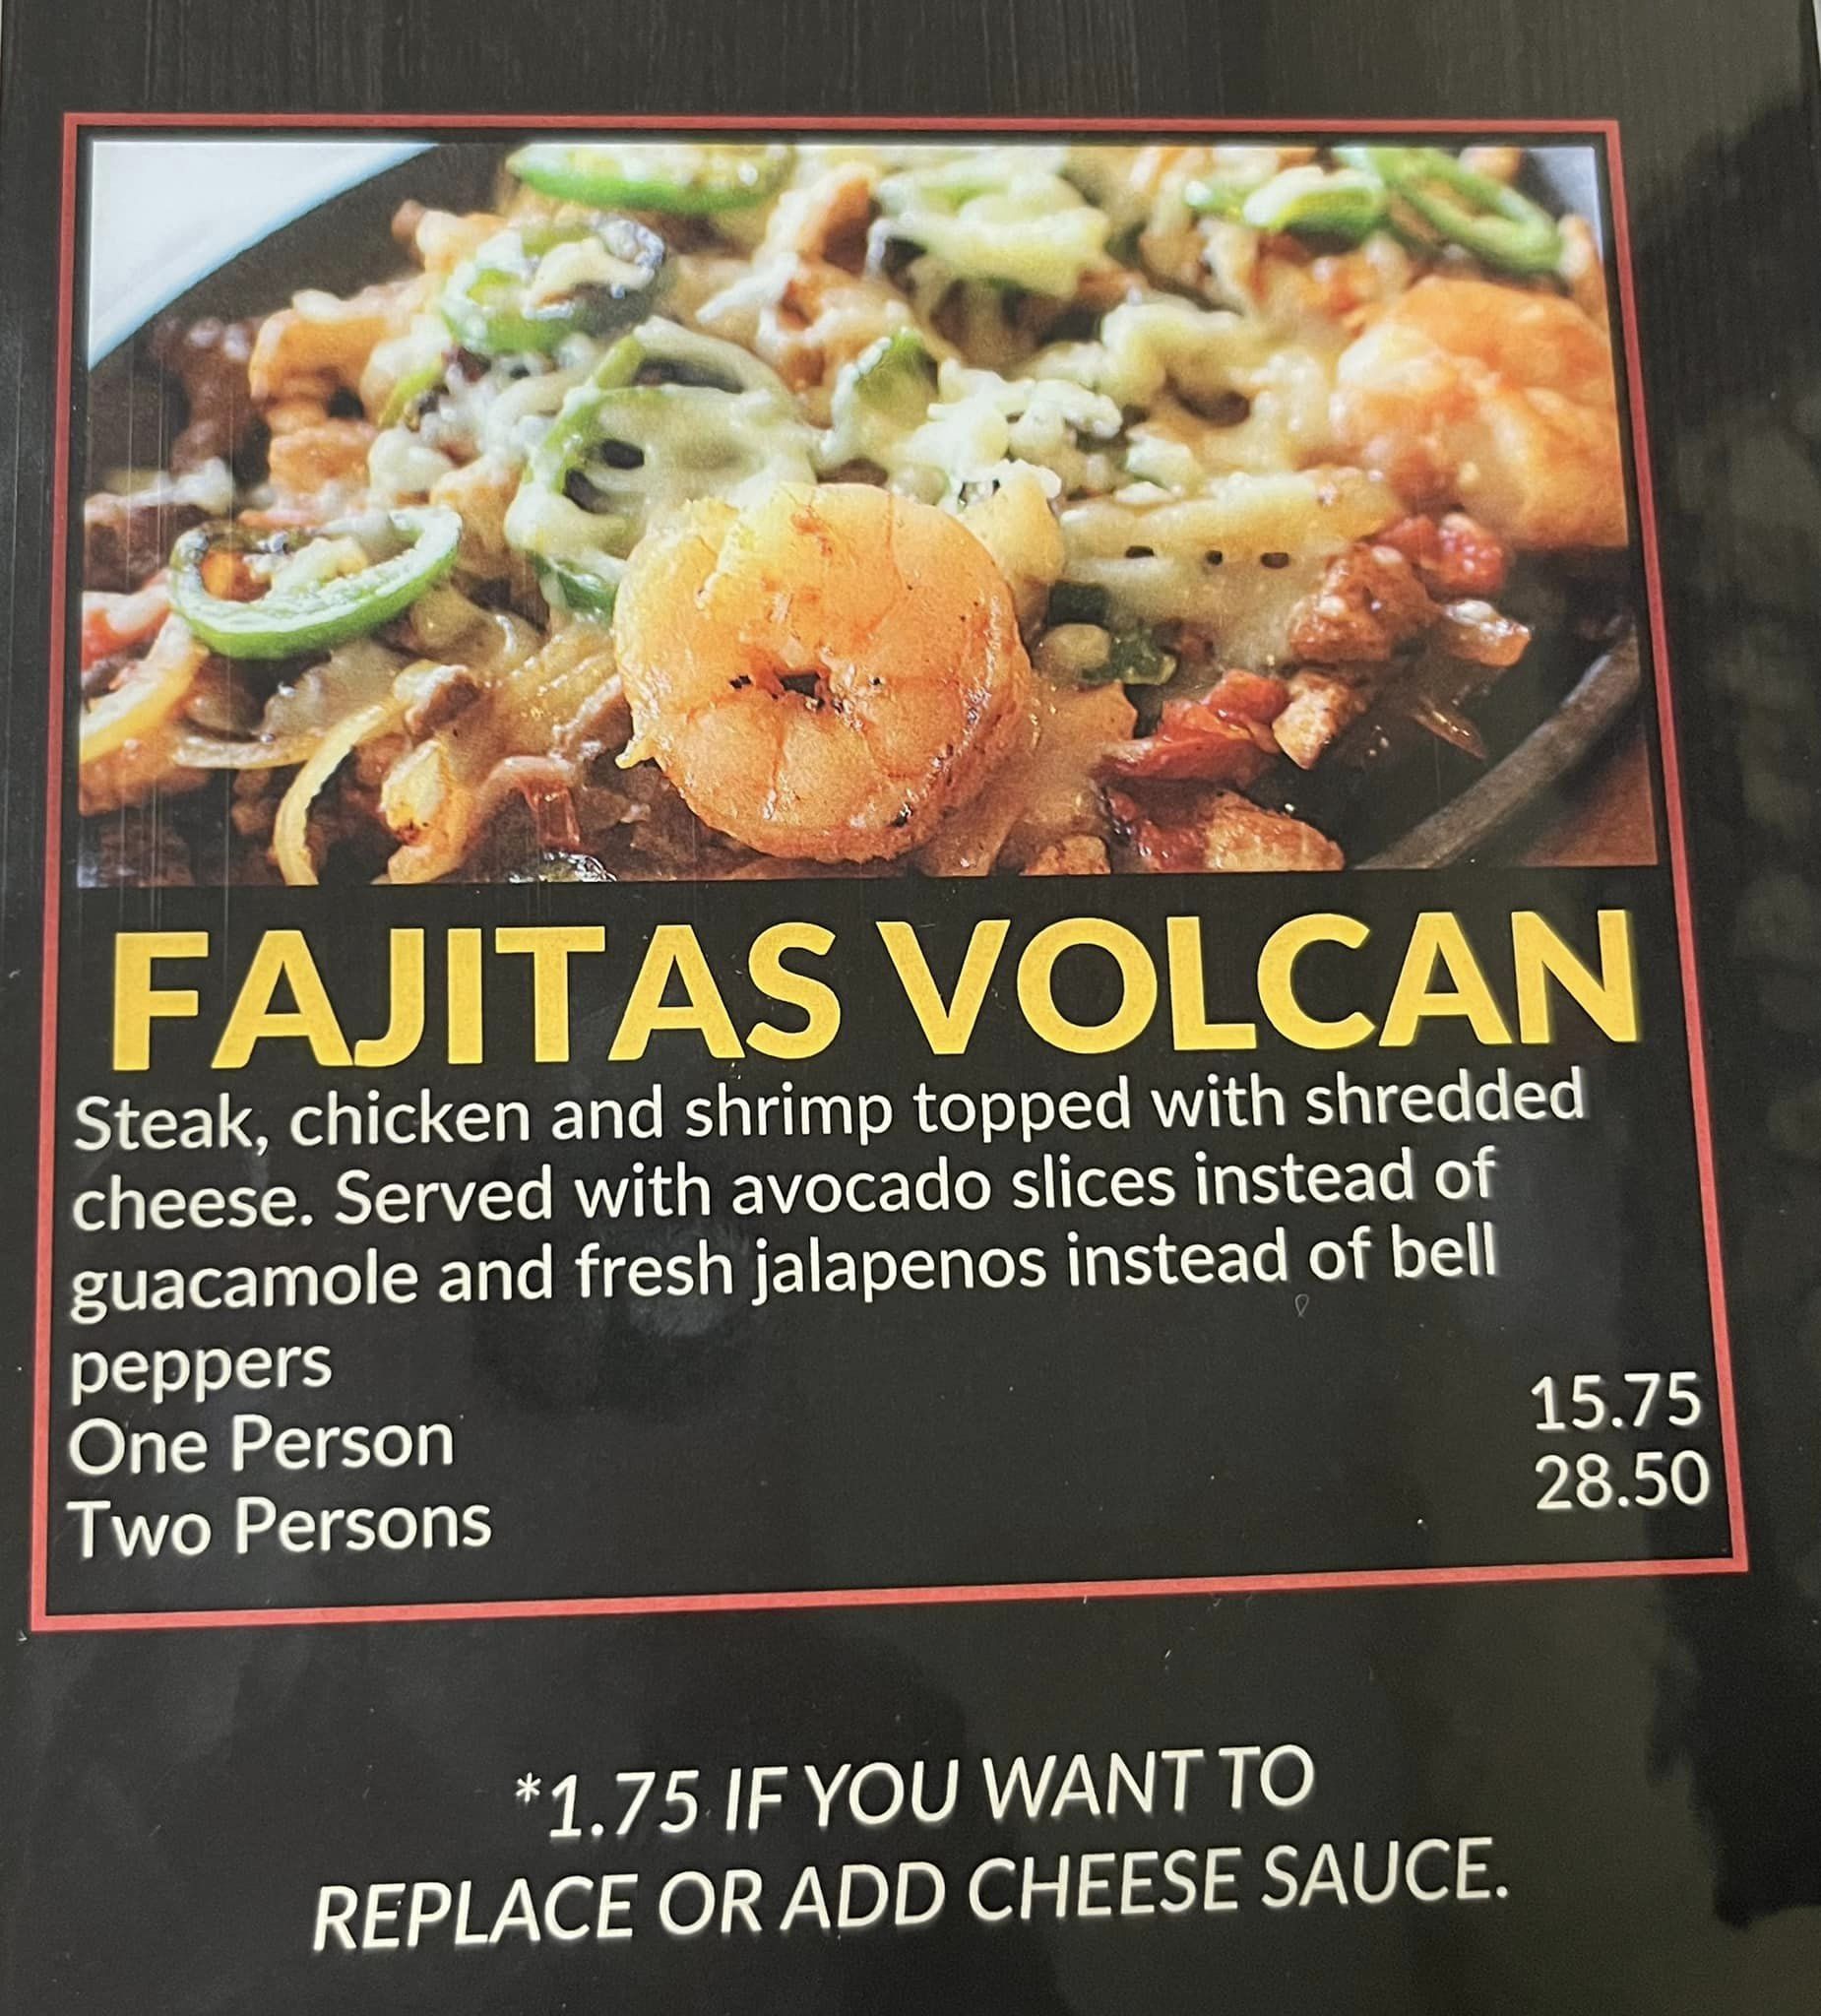 FAJITAS VOLCAN
Steak, chicken and shrimp topped with shredded
cheese. Served with avocado slices instead of
guacamole and fresh jalapenos instead of bell
peppers
One Person 15.75
Two Persons 28.50
*1.75 IF YOU WANT TO
REPLACE OR ADD CHEESE SAUCE.